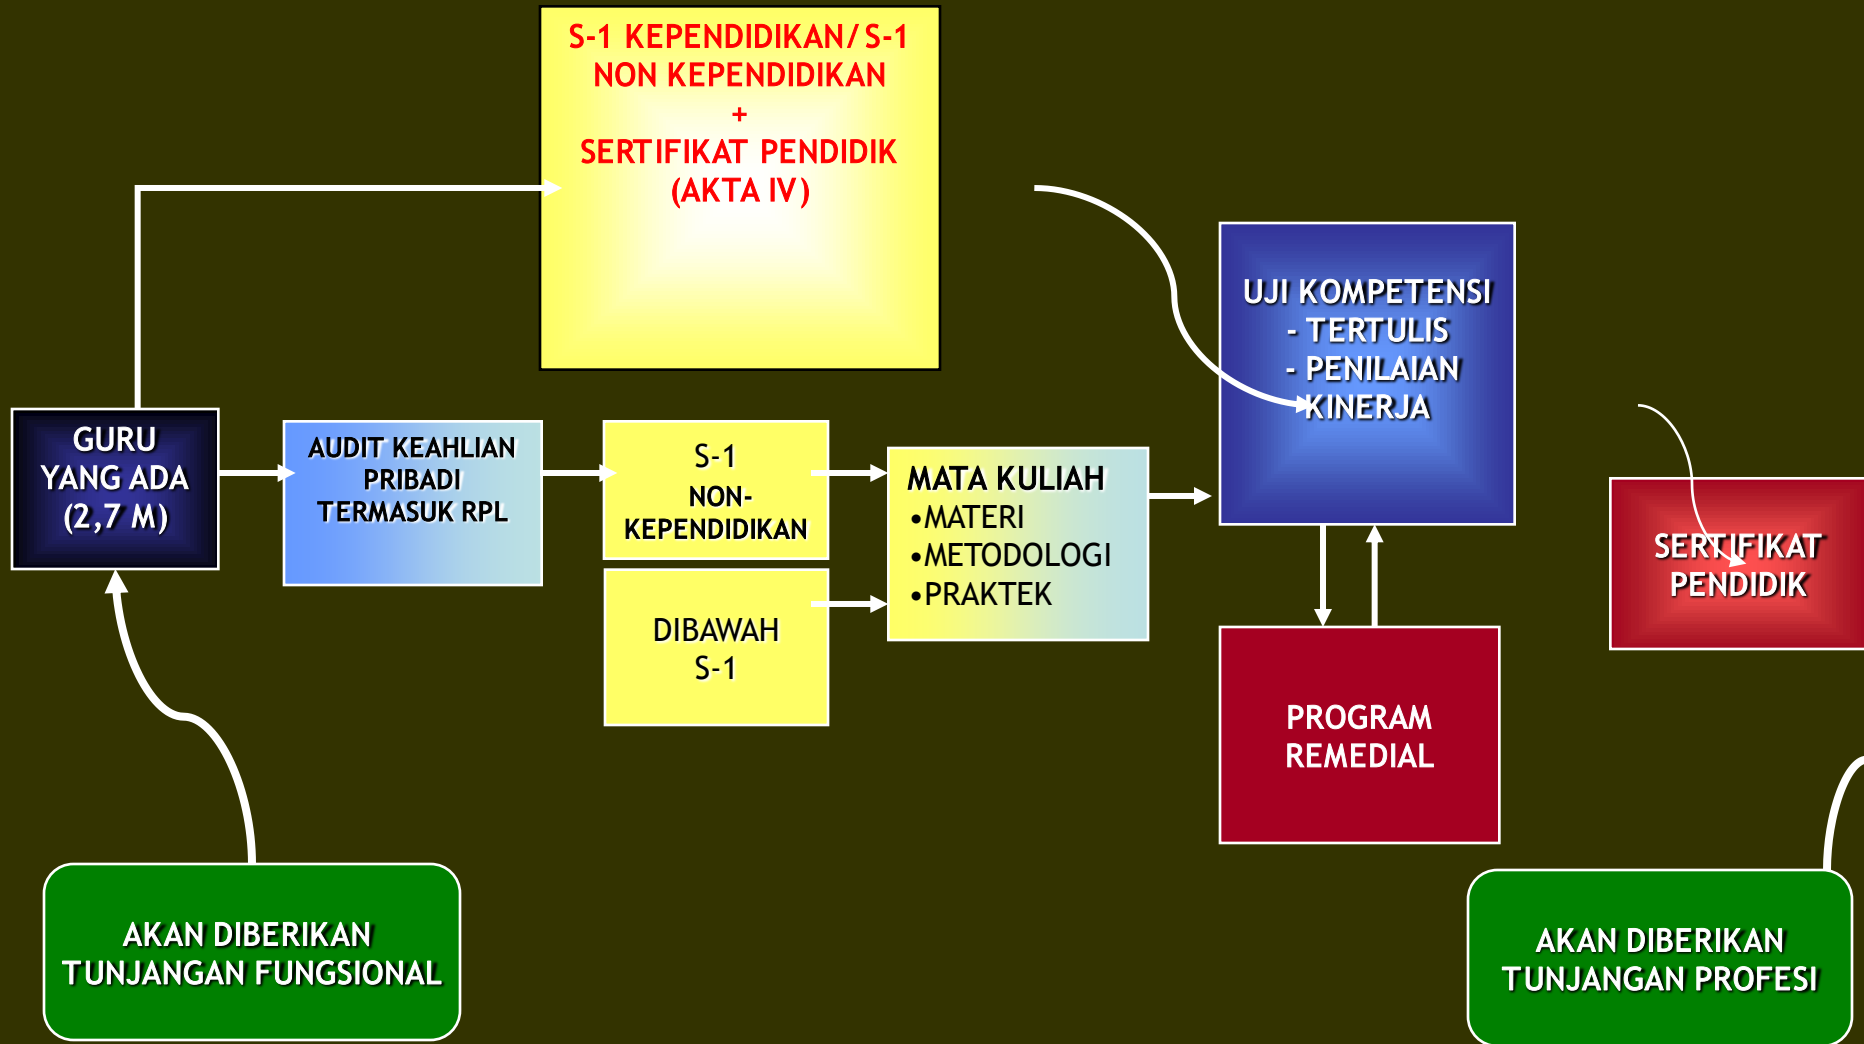 S-1 KEPENDIDIKAN/S-1
NON KEPENDIDIKAN
+
SERTIFIKAT PENDIDIK
(AKTA IV)
UJI KOMPETENSI
- TERTULIS
- PENILAIAN
KINERJA
GURU
YANG ADA
(2,7 M)
AUDIT KEAHLIAN
PRIBADI
TERMASUK RPL
S-1
NON-
KEPENDIDIKAN
MATA KULIAH
•MATERI
•METODOLOGI
•PRAKTEK
SERTIFIKAT
PENDIDIK
DIBAWAH
S-1
PROGRAM
REMEDIAL
AKAN DIBERIKAN
TUNJANGAN FUNGSIONAL
AKAN DIBERIKAN
TUNJANGAN PROFESI